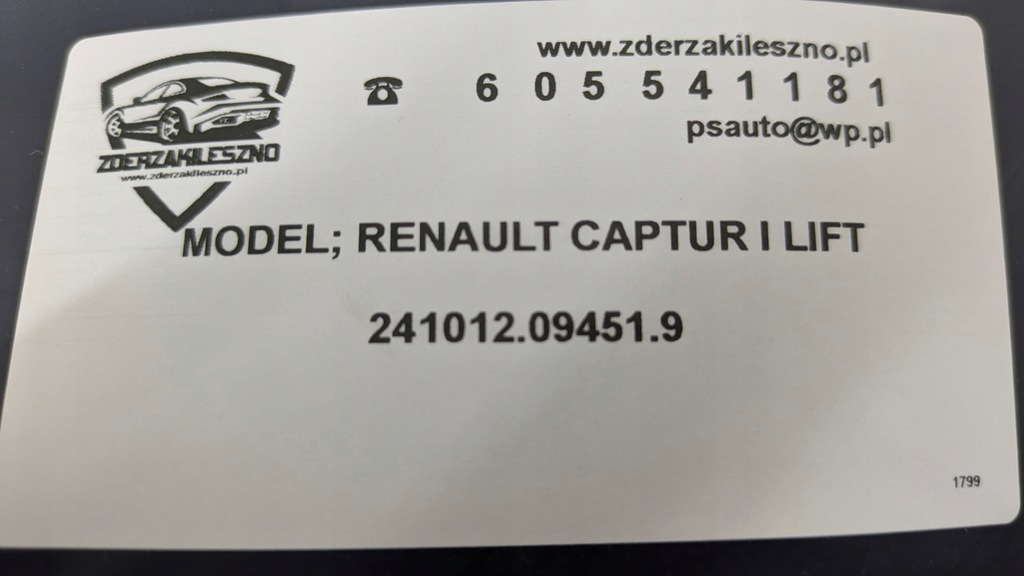 www.zderzakileszno.pl
☎ 6 0 5 5 4 1 1 8 1
psauto@wp.pl
ZDERZAKILESZNO
www.zderzakileszno.pl
MODEL; RENAULT CAPTUR I LIFT
241012.09451.9
1799